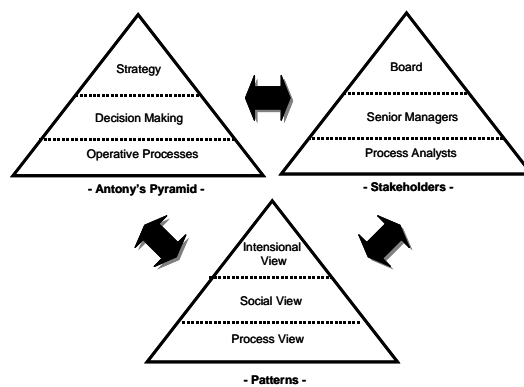 Strategy
Decision Making
Operative Processes
- Antony's Pyramid -
Board
Senior Managers
Process Analysts
- Stakeholders -
Intensional
View
Social View
Process View
- Patterns -